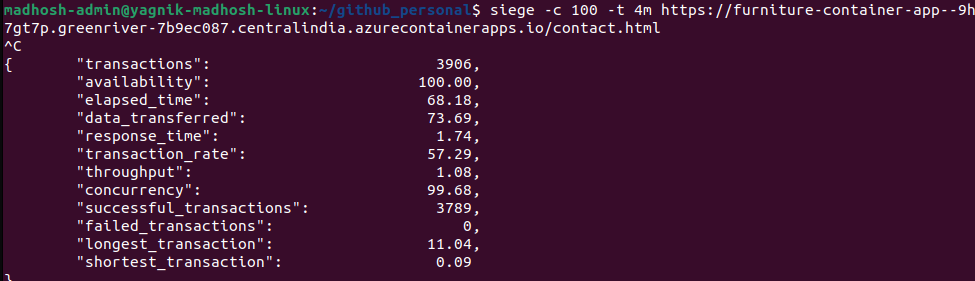 madhosh-admin@yagnik-madhosh-linux:~/github_personal$ siege -c 100 -t 4m https://furniture-container-app--9h
7gt7p.greenriver-7b9ec087.centralindia.azurecontainerapps.io/contact.html
^C
{ "transactions": 3906,
"availability": 100.00,
"elapsed_time": 68.18,
"data_transferred": 73.69,
"response_time": 1.74,
"transaction_rate": 57.29,
"throughput": 1.08,
"concurrency": 99.68,
"successful_transactions": 3789,
"failed_transactions": 0,
"longest_transaction": 11.04,
"shortest_transaction": 0.09
}